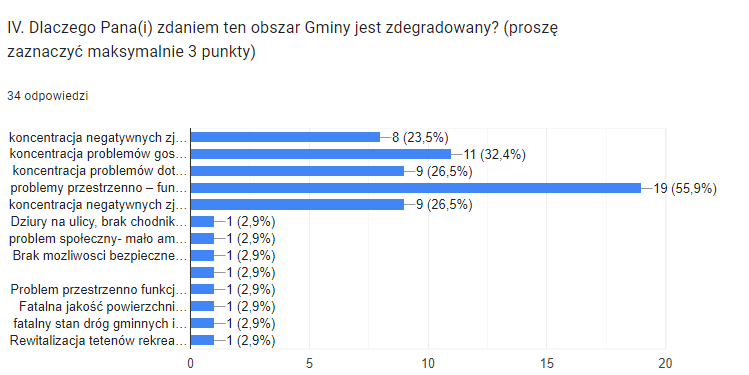 IV. Dlaczego Pana(i) zdaniem ten obszar Gminy jest zdegradowany? (proszę
zaznaczyć maksymalnie 3 punkty)
34 odpowiedzi
koncentracja negatywnych zj... 8 (23,5%)
koncentracja problemów gos... 11 (32,4%)
koncentracja problemów dot... 9 (26,5%)
problemy przestrzenno – fun... 19 (55,9%)
koncentracja negatywnych zj... 9 (26,5%)
Dziury na ulicy, brak chodnik... 1 (2,9%)
problem społeczny- mało am... 1 (2,9%)
Brak mozliwosci bezpieczne... 1 (2,9%)
1 (2,9%)
Problem przestrzenno funkcj... 1 (2,9%)
Fatalna jakość powierzchni... 1 (2,9%)
fatalny stan dróg gminnych i... 1 (2,9%)
Rewitalizacja tetenów rekrea... 1 (2,9%)
0 5 10 15 20